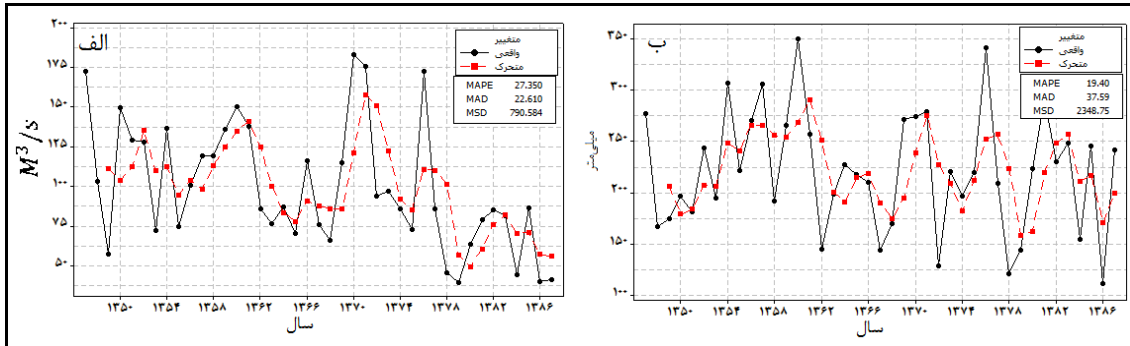 الف
۲۰۰
۱۷۵
۱۵۰
۱۲۵
۱۰۰
۷۵
۵۰
M³/s
متغییر
واقعی
متحرک
MAPE 27.350
MAD 22.610
MSD 790.584
۱۳۵۰ ۱۳۵۴ ۱۳۵۸ ۱۳۶۲ ۱۳۶۶ ۱۳۷۰ ۱۳۷۴ ۱۳۷۸ ۱۳۸۲ ۱۳۸۶
سال
ب
۳۵۰
۳۰۰
۲۵۰
۲۰۰
۱۵۰
۱۰۰
میلی‌متر
متغییر
واقعی
متحرک
MAPE 19.40
MAD 37.59
MSD 2348.75
۱۳۵۰ ۱۳۵۴ ۱۳۵۸ ۱۳۶۲ ۱۳۶۶ ۱۳۷۰ ۱۳۷۴ ۱۳۷۸ ۱۳۸۲ ۱۳۸۶
سال